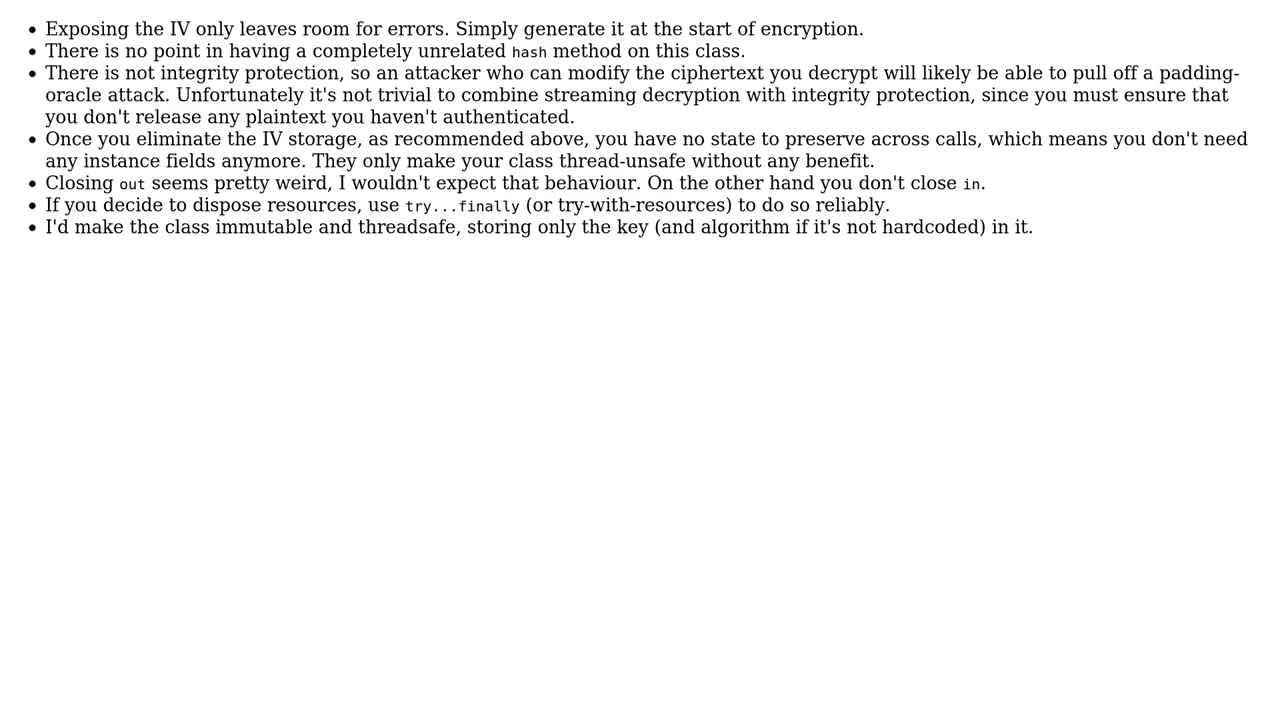 • Exposing the IV only leaves room for errors. Simply generate it at the start of encryption.
• There is no point in having a completely unrelated hash method on this class.
• There is not integrity protection, so an attacker who can modify the ciphertext you decrypt will likely be able to pull off a padding-
oracle attack. Unfortunately it's not trivial to combine streaming decryption with integrity protection, since you must ensure that
you don't release any plaintext you haven't authenticated.
• Once you eliminate the IV storage, as recommended above, you have no state to preserve across calls, which means you don't need
any instance fields anymore. They only make your class thread-unsafe without any benefit.
• Closing out seems pretty weird, I wouldn't expect that behaviour. On the other hand you don't close in.
• If you decide to dispose resources, use try...finally (or try-with-resources) to do so reliably.
• I'd make the class immutable and threadsafe, storing only the key (and algorithm if it's not hardcoded) in it.